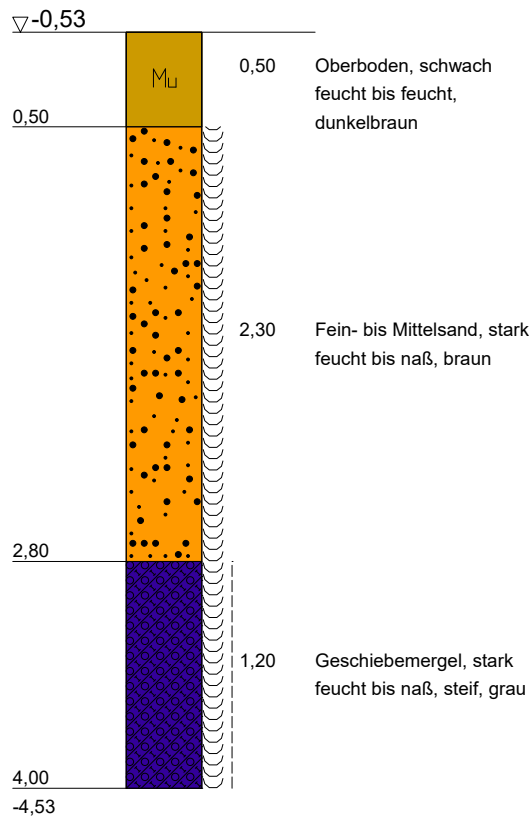 -0,53
Mu
0,50
Oberboden, schwach
feucht bis feucht,
dunkelbraun
0,50
2,30
Fein- bis Mittelsand, stark
feucht bis naß, braun
2,80
1,20
Geschiebemergel, stark
feucht bis naß, steif, grau
4,00
-4,53